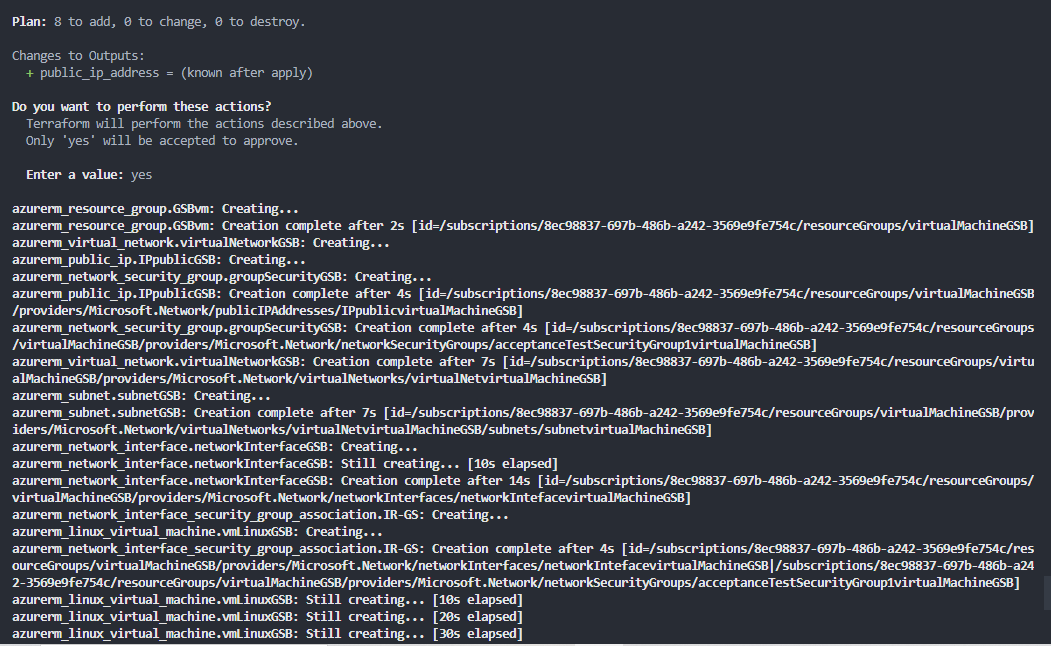 Plan: 8 to add, 0 to change, 0 to destroy.
Changes to Outputs:
+ public_ip_address = (known after apply)
Do you want to perform these actions?
Terraform will perform the actions described above.
Only 'yes' will be accepted to approve.
Enter a value: yes
azurerm_resource_group.GSBvm: Creating...
azurerm_resource_group.GSBvm: Creation complete after 2s [id=/subscriptions/8ec98837-697b-486b-a242-3569e9fe754c/resourceGroups/virtualMachineGSB]
azurerm_virtual_network.virtualNetworkGSB: Creating...
azurerm_public_ip.IPpublicGSB: Creating...
azurerm_network_security_group.groupSecurityGSB: Creating...
azurerm_public_ip.IPpublicGSB: Creation complete after 4s [id=/subscriptions/8ec98837-697b-486b-a242-3569e9fe754c/resourceGroups/virtualMachineGSB
/providers/Microsoft.Network/publicIPAddresses/IPpublicvirtualMachineGSB]
azurerm_network_security_group.groupSecurityGSB: Creation complete after 4s [id=/subscriptions/8ec98837-697b-486b-a242-3569e9fe754c/resourceGroups
/virtualMachineGSB/providers/Microsoft.Network/networkSecurityGroups/acceptanceTestSecurityGroup1virtualMachineGSB]
azurerm_virtual_network.virtualNetworkGSB: Creation complete after 7s [id=/subscriptions/8ec98837-697b-486b-a242-3569e9fe754c/resourceGroups/virtu
alMachineGSB/providers/Microsoft.Network/virtualNetworks/virtualNetvirtualMachineGSB]
azurerm_subnet.subnetGSB: Creating...
azurerm_subnet.subnetGSB: Creation complete after 7s [id=/subscriptions/8ec98837-697b-486b-a242-3569e9fe754c/resourceGroups/virtualMachineGSB/prov
iders/Microsoft.Network/virtualNetworks/virtualNetvirtualMachineGSB/subnets/subnetvirtualMachineGSB]
azurerm_network_interface.networkInterfaceGSB: Creating...
azurerm_network_interface.networkInterfaceGSB: Still creating... [10s elapsed]
azurerm_network_interface.networkInterfaceGSB: Creation complete after 14s [id=/subscriptions/8ec98837-697b-486b-a242-3569e9fe754c/resourceGroups/
virtualMachineGSB/providers/Microsoft.Network/networkInterfaces/networkIntefacevirtualMachineGSB]
azurerm_network_interface_security_group_association.IR-GS: Creating...
azurerm_linux_virtual_machine.vmLinuxGSB: Creating...
azurerm_network_interface_security_group_association.IR-GS: Creation complete after 4s [id=/subscriptions/8ec98837-697b-486b-a242-3569e9fe754c/res
ourceGroups/virtualMachineGSB/providers/Microsoft.Network/networkInterfaces/networkIntefacevirtualMachineGSB|/subscriptions/8ec98837-697b-486b-a24
2-3569e9fe754c/resourceGroups/virtualMachineGSB/providers/Microsoft.Network/networkSecurityGroups/acceptanceTestSecurityGroup1virtualMachineGSB]
azurerm_linux_virtual_machine.vmLinuxGSB: Still creating... [10s elapsed]
azurerm_linux_virtual_machine.vmLinuxGSB: Still creating... [20s elapsed]
azurerm_linux_virtual_machine.vmLinuxGSB: Still creating... [30s elapsed]